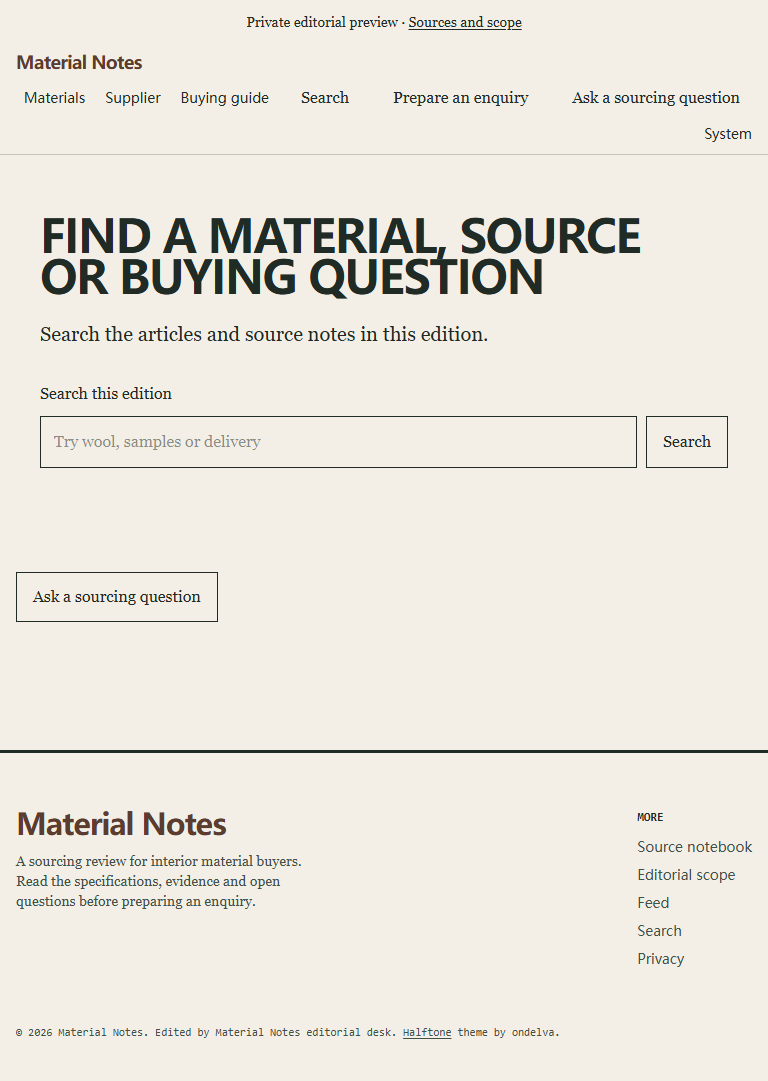 Private editorial preview · Sources and scope
Material Notes
Materials Supplier Buying guide Search Prepare an enquiry Ask a sourcing question
System
FIND A MATERIAL, SOURCE
OR BUYING QUESTION
Search the articles and source notes in this edition.
Search this edition
Try wool, samples or delivery Search
Ask a sourcing question
Material Notes
A sourcing review for interior material buyers.
Read the specifications, evidence and open
questions before preparing an enquiry.
MORE
Source notebook
Editorial scope
Feed
Search
Privacy
© 2026 Material Notes. Edited by Material Notes editorial desk. Halftone theme by ondelva.